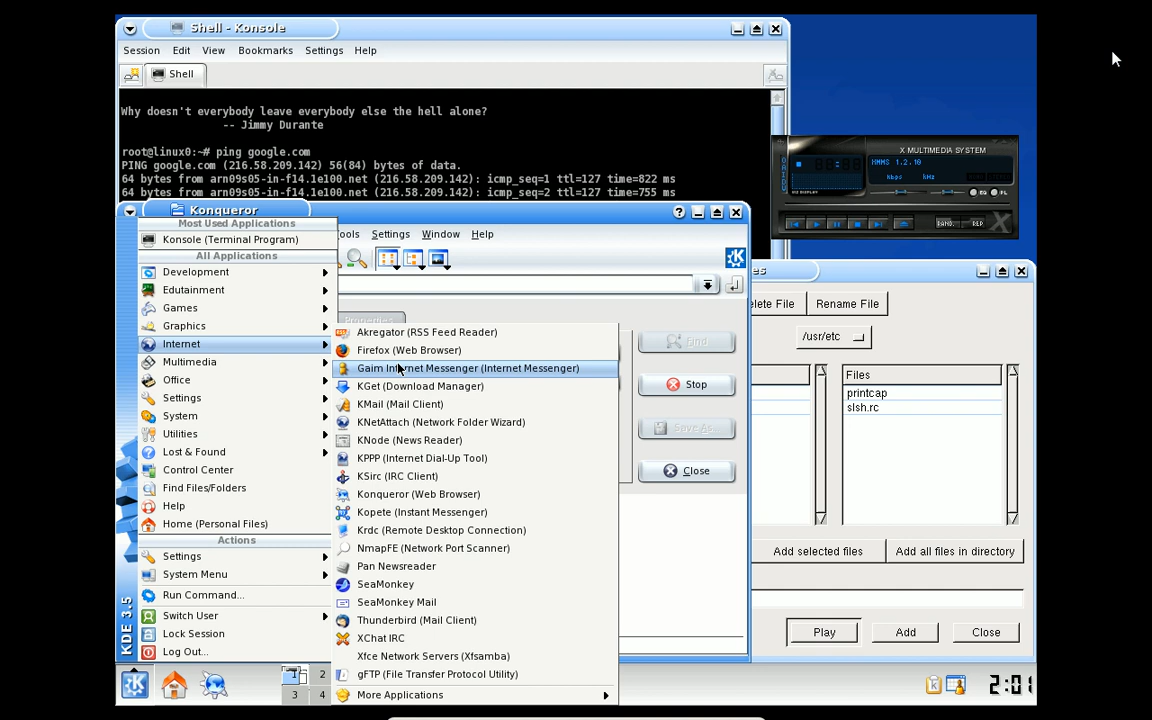 Shell - Konsole
Session Edit View Bookmarks Settings Help
Shell
Why doesn't everybody leave everybody else the hell alone?
-- Jimmy Durante
root@linux0:~# ping google.com
PING google.com (216.58.209.142) 56(84) bytes of data.
64 bytes from arn09s05-in-f14.1e100.net (216.58.209.142): icmp_seq=1 ttl=127 time=822 ms
64 bytes from arn09s05-in-f14.1e100.net (216.58.209.142): icmp_seq=2 ttl=127 time=755 ms
X MULTIMEDIA SYSTEM
XMMS 1.2.10
kbps kHz
EQ PL
RAND. REP
Konqueror
ools Settings Window Help
Properties
Find
Stop
Save As...
Close
Most Used Applications
Konsole (Terminal Program)
All Applications
Development
Edutainment
Games
Graphics
Internet
Multimedia
Office
Settings
System
Utilities
Lost & Found
Control Center
Find Files/Folders
Help
Home (Personal Files)
Actions
Settings
System Menu
Run Command...
Switch User
Lock Session
Log Out...
KDE 3.5
Akregator (RSS Feed Reader)
Firefox (Web Browser)
Gaim Internet Messenger (Internet Messenger)
KGet (Download Manager)
KMail (Mail Client)
KNetAttach (Network Folder Wizard)
KNode (News Reader)
KPPP (Internet Dial-Up Tool)
KSirc (IRC Client)
Konqueror (Web Browser)
Kopete (Instant Messenger)
Krdc (Remote Desktop Connection)
NmapFE (Network Port Scanner)
Pan Newsreader
SeaMonkey
SeaMonkey Mail
Thunderbird (Mail Client)
XChat IRC
Xfce Network Servers (Xfsamba)
gFTP (File Transfer Protocol Utility)
More Applications
es
lete File Rename File
/usr/etc
Files
printcap
slsh.rc
Add selected files Add all files in directory
Play Add Close
1 2
3 4
2:01